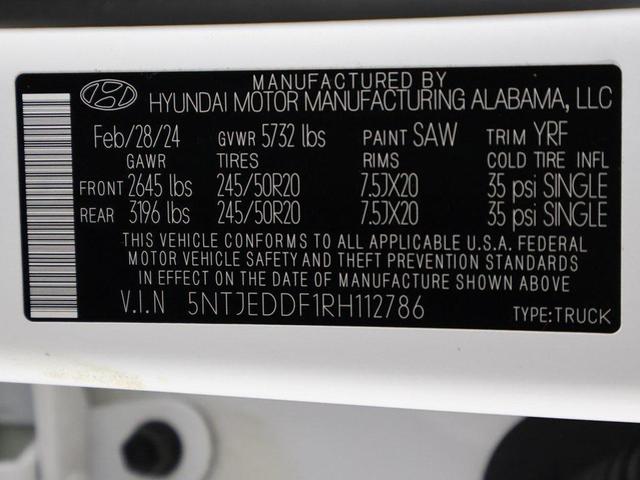 MANUFACTURED BY
HYUNDAI MOTOR MANUFACTURING ALABAMA, LLC
Feb/28/24 GVWR 5732 lbs PAINT SAW TRIM YRF
GAWR TIRES RIMS COLD TIRE INFL
FRONT 2645 lbs 245/50R20 7.5JX20 35 psi SINGLE
REAR 3196 lbs 245/50R20 7.5JX20 35 psi SINGLE
THIS VEHICLE CONFORMS TO ALL APPLICABLE U.S.A. FEDERAL
MOTOR VEHICLE SAFETY AND THEFT PREVENTION STANDARDS
IN EFFECT ON THE DATE OF MANUFACTURE SHOWN ABOVE
V.I.N 5NTJEDDF1RH112786 TYPE:TRUCK